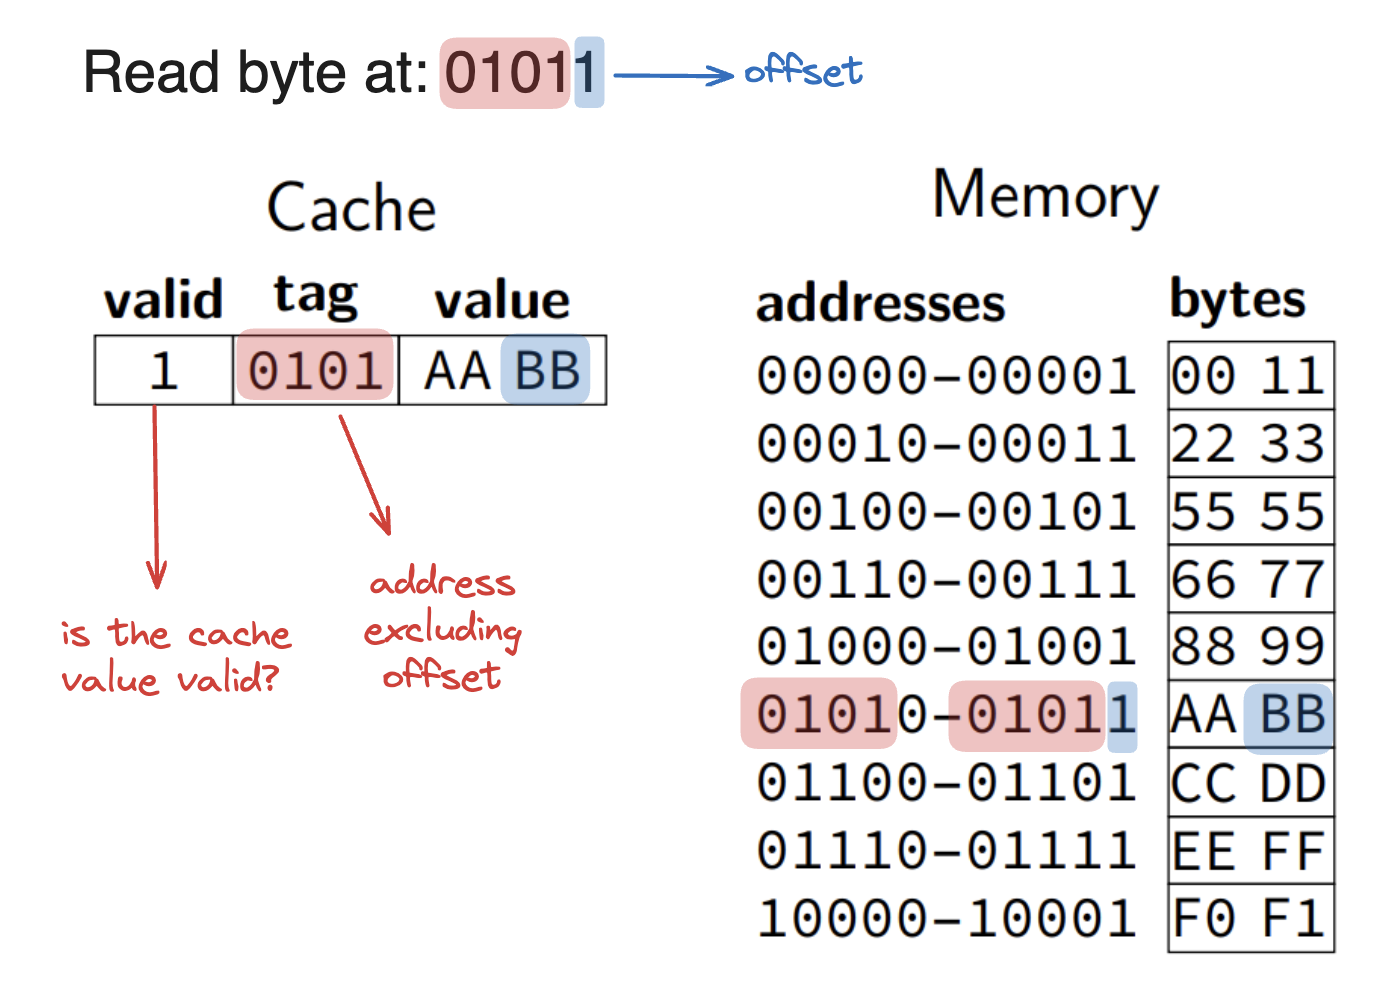 Read byte at: 01011
offset
Cache
valid tag value
1 0101 AA BB
is the cache
value valid?
address
excluding
offset
Memory
addresses bytes
00000-00001 00 11
00010-00011 22 33
00100-00101 55 55
00110-00111 66 77
01000-01001 88 99
01010-01011 AA BB
01100-01101 CC DD
01110-01111 EE FF
10000-10001 F0 F1